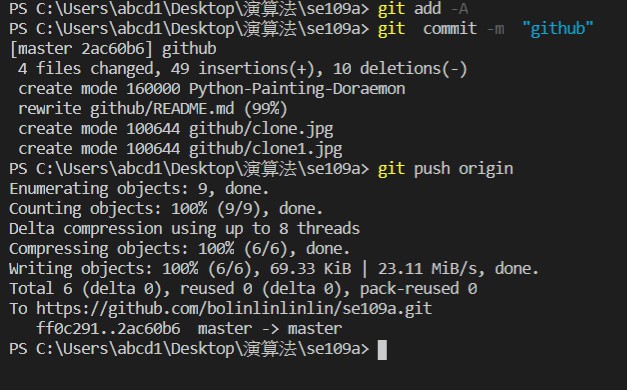 PS C:\Users\abcd1\Desktop\演算法\se109a> git add -A
PS C:\Users\abcd1\Desktop\演算法\se109a> git  commit -m  "github"
[master 2ac60b6] github
 4 files changed, 49 insertions(+), 10 deletions(-)
 create mode 160000 Python-Painting-Doraemon
 rewrite github/README.md (99%)
 create mode 100644 github/clone.jpg
 create mode 100644 github/clone1.jpg
PS C:\Users\abcd1\Desktop\演算法\se109a> git push origin
Enumerating objects: 9, done.
Counting objects: 100% (9/9), done.
Delta compression using up to 8 threads
Compressing objects: 100% (6/6), done.
Writing objects: 100% (6/6), 69.33 KiB | 23.11 MiB/s, done.
Total 6 (delta 0), reused 0 (delta 0), pack-reused 0
To https://github.com/bolinlinlinlin/se109a.git
   ff0c291..2ac60b6  master -> master
PS C:\Users\abcd1\Desktop\演算法\se109a>